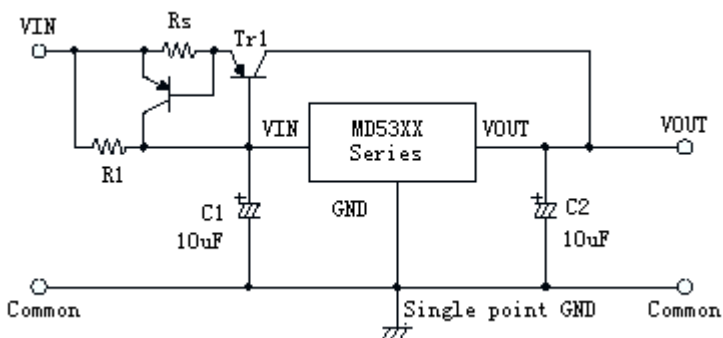 VIN
Rs
Tr1
VIN
MD53XX
Series
VOUT
VOUT
R1
C1
10uF
GND
C2
10uF
Common
Single point GND
Common